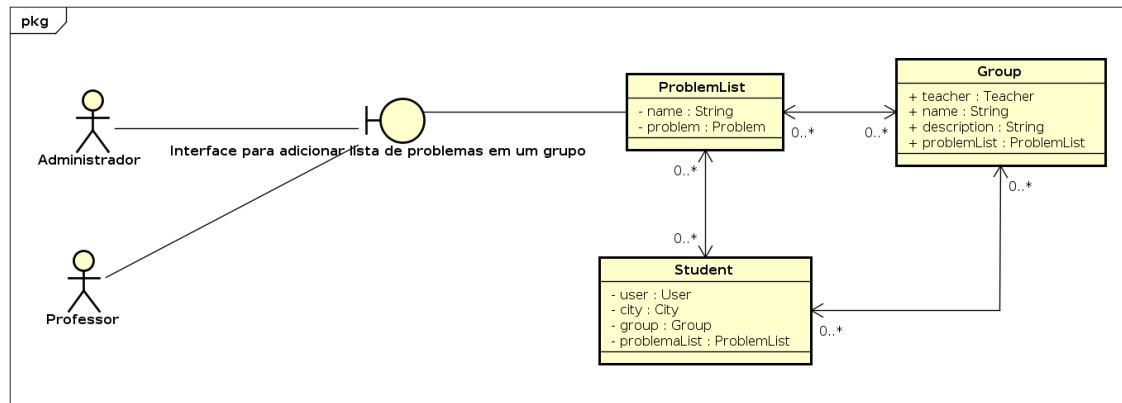 pkg
Administrador
Professor
Interface para adicionar lista de problemas em um grupo
ProblemList
- name : String
- problem : Problem
0..*
0..*
Group
+ teacher : Teacher
+ name : String
+ description : String
+ problemList : ProblemList
0..*
0..*
0..*
Student
- user : User
- city : City
- group : Group
- problemaList : ProblemList
0..*